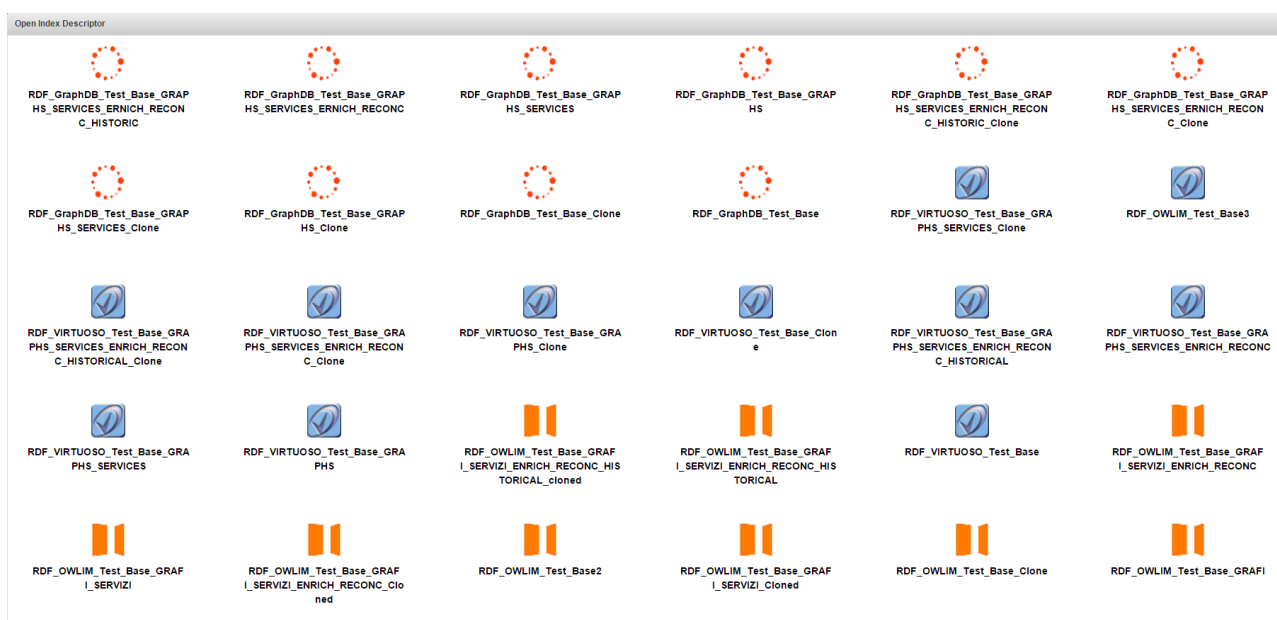 Open Index Descriptor
RDF_GraphDB_Test_Base_GRAP
HS_SERVICES_ERNICH_RECON
C_HISTORIC
RDF_GraphDB_Test_Base_GRAP
HS_SERVICES_ERNICH_RECONC
RDF_GraphDB_Test_Base_GRAP
HS_SERVICES
RDF_GraphDB_Test_Base_GRAP
HS
RDF_GraphDB_Test_Base_GRAP
HS_SERVICES_ERNICH_RECON
C_HISTORIC_Clone
RDF_GraphDB_Test_Base_GRAP
HS_SERVICES_ERNICH_RECON
C_Clone
RDF_GraphDB_Test_Base_GRAP
HS_SERVICES_Clone
RDF_GraphDB_Test_Base_GRAP
HS_Clone
RDF_GraphDB_Test_Base_Clone
RDF_GraphDB_Test_Base
RDF_VIRTUOSO_Test_Base_GRA
PHS_SERVICES_Clone
RDF_OWLIM_Test_Base3
RDF_VIRTUOSO_Test_Base_GRA
PHS_SERVICES_ENRICH_RECON
C_HISTORICAL_Clone
RDF_VIRTUOSO_Test_Base_GRA
PHS_SERVICES_ENRICH_RECON
C_Clone
RDF_VIRTUOSO_Test_Base_GRA
PHS_Clone
RDF_VIRTUOSO_Test_Base_Clon
e
RDF_VIRTUOSO_Test_Base_GRA
PHS_SERVICES_ENRICH_RECON
C_HISTORICAL
RDF_VIRTUOSO_Test_Base_GRA
PHS_SERVICES_ENRICH_RECONC
RDF_VIRTUOSO_Test_Base_GRA
PHS_SERVICES
RDF_VIRTUOSO_Test_Base_GRA
PHS
RDF_OWLIM_Test_Base_GRAF
I_SERVIZI_ENRICH_RECONC_HIS
TORICAL_cloned
RDF_OWLIM_Test_Base_GRAF
I_SERVIZI_ENRICH_RECONC_HIS
TORICAL
RDF_VIRTUOSO_Test_Base
RDF_OWLIM_Test_Base_GRAF
I_SERVIZI_ENRICH_RECONC
RDF_OWLIM_Test_Base_GRAF
I_SERVIZI
RDF_OWLIM_Test_Base_GRAF
I_SERVIZI_ENRICH_RECONC_Clo
ned
RDF_OWLIM_Test_Base2
RDF_OWLIM_Test_Base_GRAF
I_SERVIZI_Cloned
RDF_OWLIM_Test_Base_Clone
RDF_OWLIM_Test_Base_GRAFI